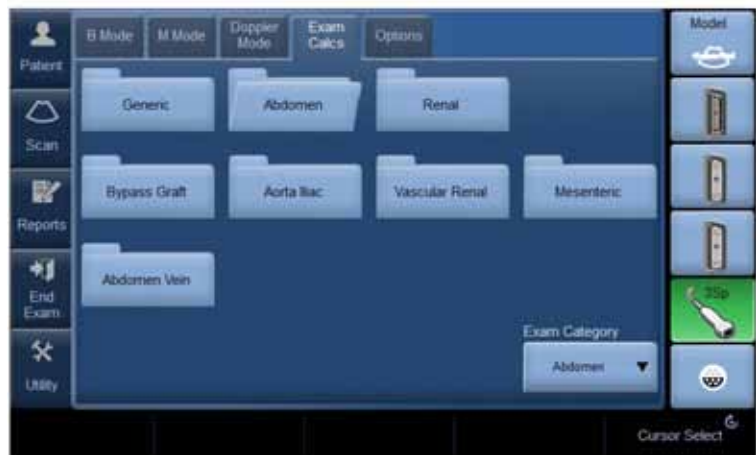 Patient
Scan
Reports
End
Exam
Utility
B Mode
M Mode
Doppler
Mode
Exam
Calcs
Options
Generic
Abdomen
Renal
Bypass Graft
Aorta Iliac
Vascular Renal
Mesenteric
Abdomen Vein
Exam Category
Abdomen
Model
3Sp
Cursor Select